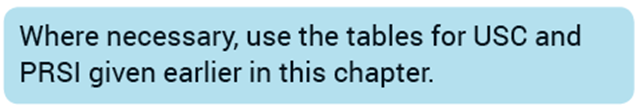 Where necessary, use the tables for USC and
PRSI given earlier in this chapter.